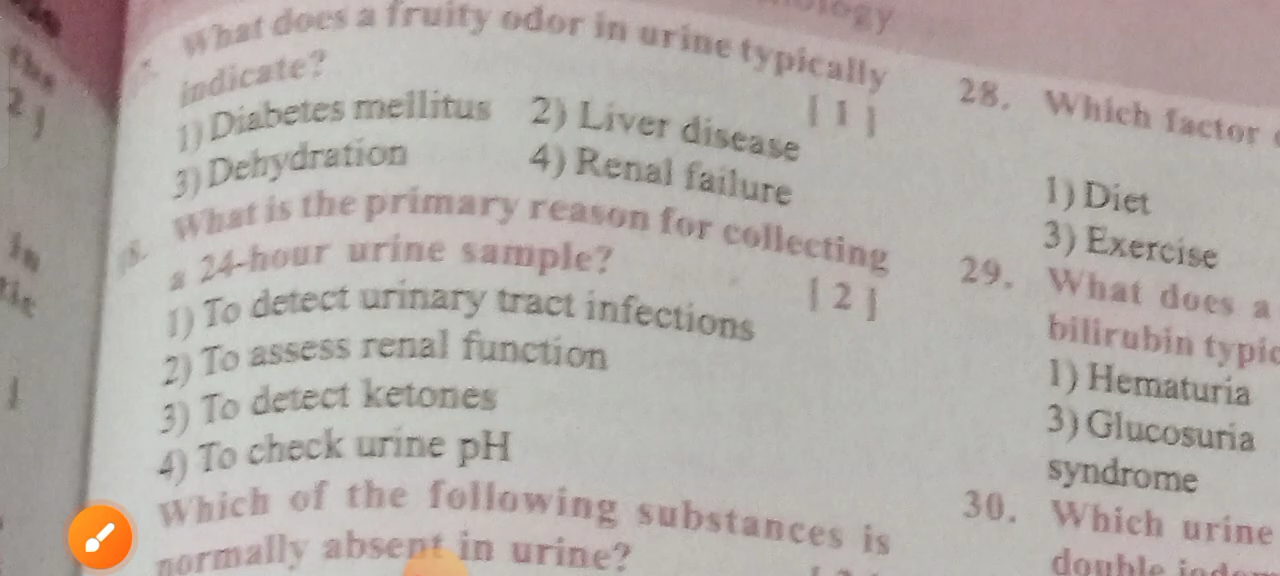 What does a fruity odor in urine typically
indicate? [ 1 ]
1) Diabetes mellitus 2) Liver disease
3) Dehydration 4) Renal failure
What is the primary reason for collecting
a 24-hour urine sample? [ 2 ]
1) To detect urinary tract infections
2) To assess renal function
3) To detect ketones
4) To check urine pH
Which of the following substances is
normally absent in urine?
28. Which factor
1) Diet
3) Exercise
29. What does a
bilirubin
1) Hematuria
3) Glucosuria
syndrome
30. Which urine
double